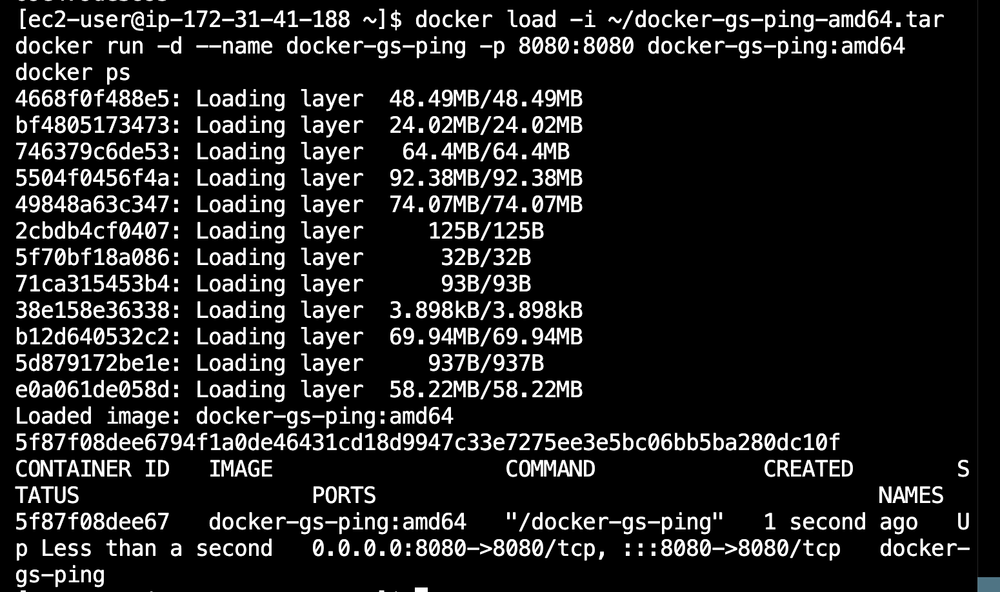 [ec2-user@ip-172-31-41-188 ~]$ docker load -i ~/docker-gs-ping-amd64.tar
docker run -d --name docker-gs-ping -p 8080:8080 docker-gs-ping:amd64
docker ps
4668f0f488e5: Loading layer  48.49MB/48.49MB
bf4805173473: Loading layer  24.02MB/24.02MB
746379c6de53: Loading layer   64.4MB/64.4MB
5504f0456f4a: Loading layer  92.38MB/92.38MB
49848a63c347: Loading layer  74.07MB/74.07MB
2cbdb4cf0407: Loading layer     125B/125B
5f70bf18a086: Loading layer      32B/32B
71ca315453b4: Loading layer      93B/93B
38e158e36338: Loading layer  3.898kB/3.898kB
b12d640532c2: Loading layer  69.94MB/69.94MB
5d879172be1e: Loading layer     937B/937B
e0a061de058d: Loading layer  58.22MB/58.22MB
Loaded image: docker-gs-ping:amd64
5f87f08dee6794f1a0de46431cd18d9947c33e7275ee3e5bc06bb5ba280dc10f
CONTAINER ID   IMAGE                  COMMAND             CREATED        S
TATUS                  PORTS                                       NAMES
5f87f08dee67   docker-gs-ping:amd64   "/docker-gs-ping"   1 second ago   U
p Less than a second   0.0.0.0:8080->8080/tcp, :::8080->8080/tcp   docker-
gs-ping